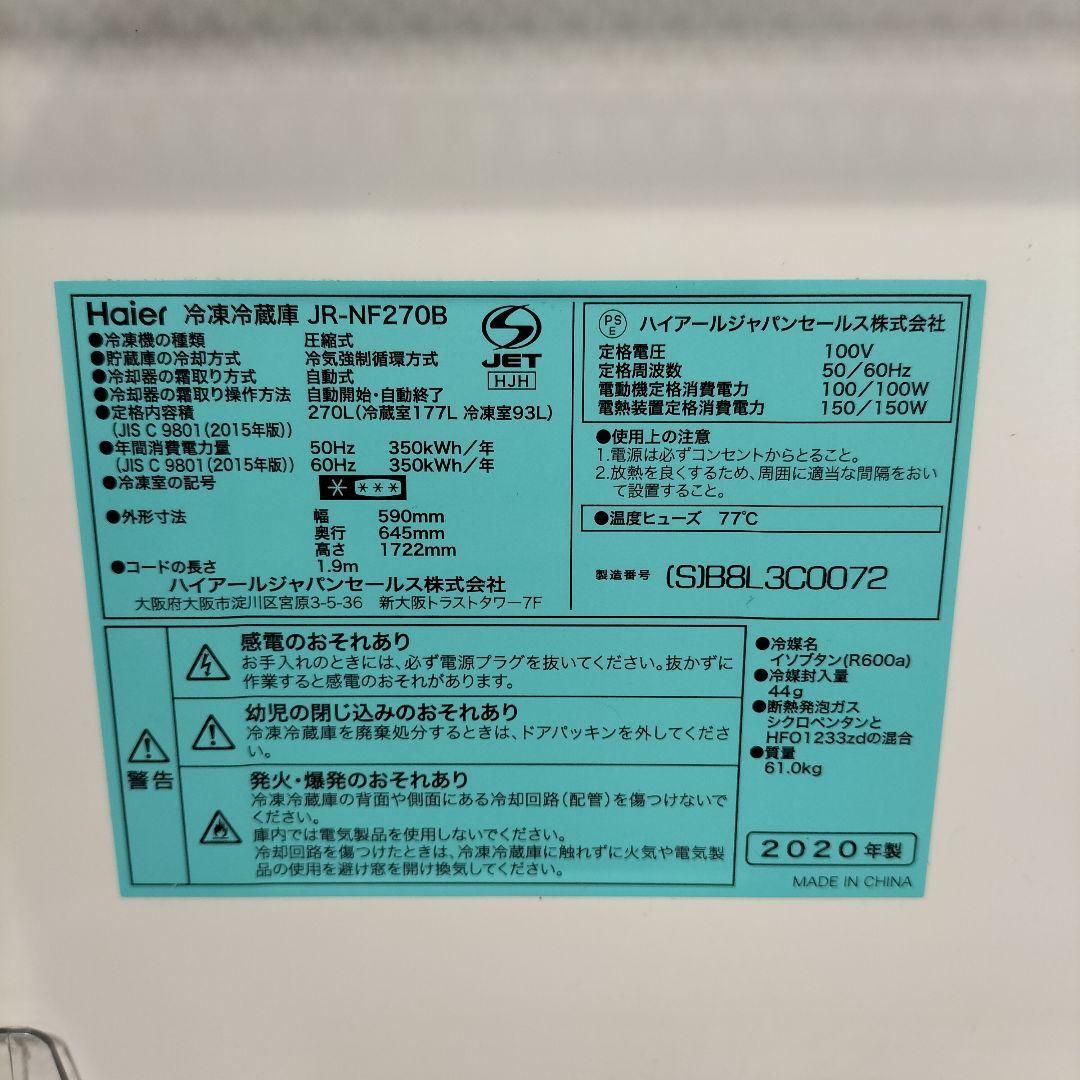 Haier 冷凍冷蔵庫 JR-NF270B
●冷凍機の種類 圧縮式
●貯蔵庫の冷却方式 冷気強制循環方式
●冷却器の霜取り方式 自動式
●冷却器の霜取り操作方法 自動開始・自動終了
●定格内容積 270L(冷蔵室177L 冷凍室93L)
(JIS C 9801(2015年版))
●年間消費電力量 50Hz 350kWh/年
(JIS C 9801(2015年版)) 60Hz 350kWh/年
●冷凍室の記号 * ***
●外形寸法 幅 590mm
奥行 645mm
高さ 1722mm
●コードの長さ 1.9m
ハイアールジャパンセールス株式会社
大阪府大阪市淀川区宮原3-5-36 新大阪トラストタワー7F
JET
HJH
PS
E
ハイアールジャパンセールス株式会社
定格電圧 100V
定格周波数 50/60Hz
電動機定格消費電力 100/100W
電熱装置定格消費電力 150/150W
●使用上の注意
1.電源は必ずコンセントからとること。
2.放熱を良くするため、周囲に適当な間隔をおい
て設置すること。
●温度ヒューズ 77℃
製造番号 (S)B8L3C0072
警告
感電のおそれあり
お手入れのときには、必ず電源プラグを抜いてください。抜かずに
作業すると感電のおそれがあります。
幼児の閉じ込みのおそれあり
冷凍冷蔵庫を廃棄処分するときは、ドアパッキンを外してくださ
い。
発火・爆発のおそれあり
冷凍冷蔵庫の背面や側面にある冷却回路(配管)を傷つけないで
ください。
庫内では電気製品を使用しないでください。
冷却回路を傷つけたときは、冷凍冷蔵庫に触れずに火気や電気製
品の使用を避け窓を開け換気してください。
●冷媒名
イソブタン(R600a)
●冷媒封入量
44g
●断熱発泡ガス
シクロペンタンと
HFO1233zdの混合
●質量
61.0kg
2020年製
MADE IN CHINA